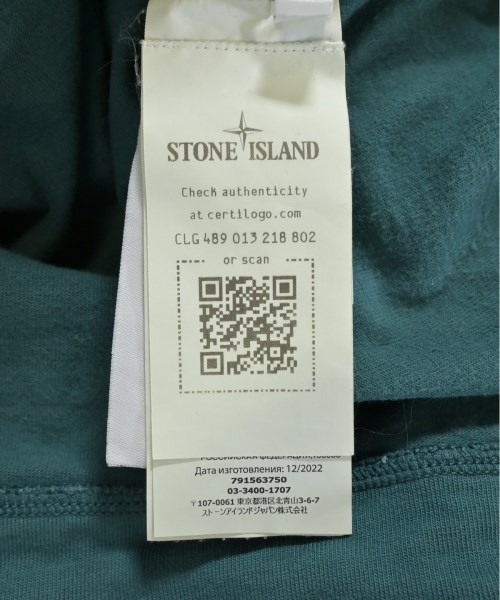 STONE ISLAND
Check authenticity
at certilogo.com
CLG 489 013 218 802
or scan
РОССИЙСКАЯ ФЕДЕРАЦИЯ,
Дата изготовления: 12/2022
791563750
03-3400-1707
〒107-0061 東京都港区北青山3-6-7
ストーンアイランドジャパン株式会社